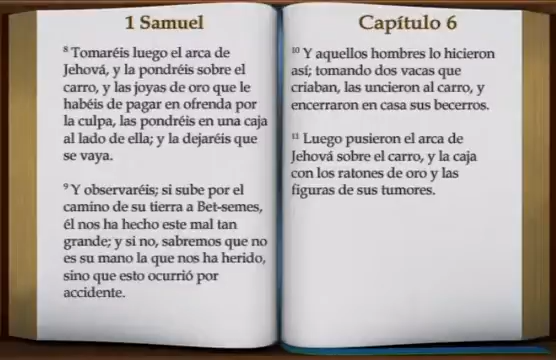 1 Samuel
⁸ Tomaréis luego el arca de
Jehová, y la pondréis sobre el
carro, y las joyas de oro que le
habéis de pagar en ofrenda por
la culpa, las pondréis en una caja
al lado de ella; y la dejaréis que
se vaya.
⁹ Y observaréis; si sube por el
camino de su tierra a Bet-semes,
él nos ha hecho este mal tan
grande; y si no, sabremos que no
es su mano la que nos ha herido,
sino que esto ocurrió por
accidente.
Capítulo 6
¹⁰ Y aquellos hombres lo hicieron
así; tomando dos vacas que
criaban, las uncieron al carro, y
encerraron en casa sus becerros.
¹¹ Luego pusieron el arca de
Jehová sobre el carro, y la caja
con los ratones de oro y las
figuras de sus tumores.